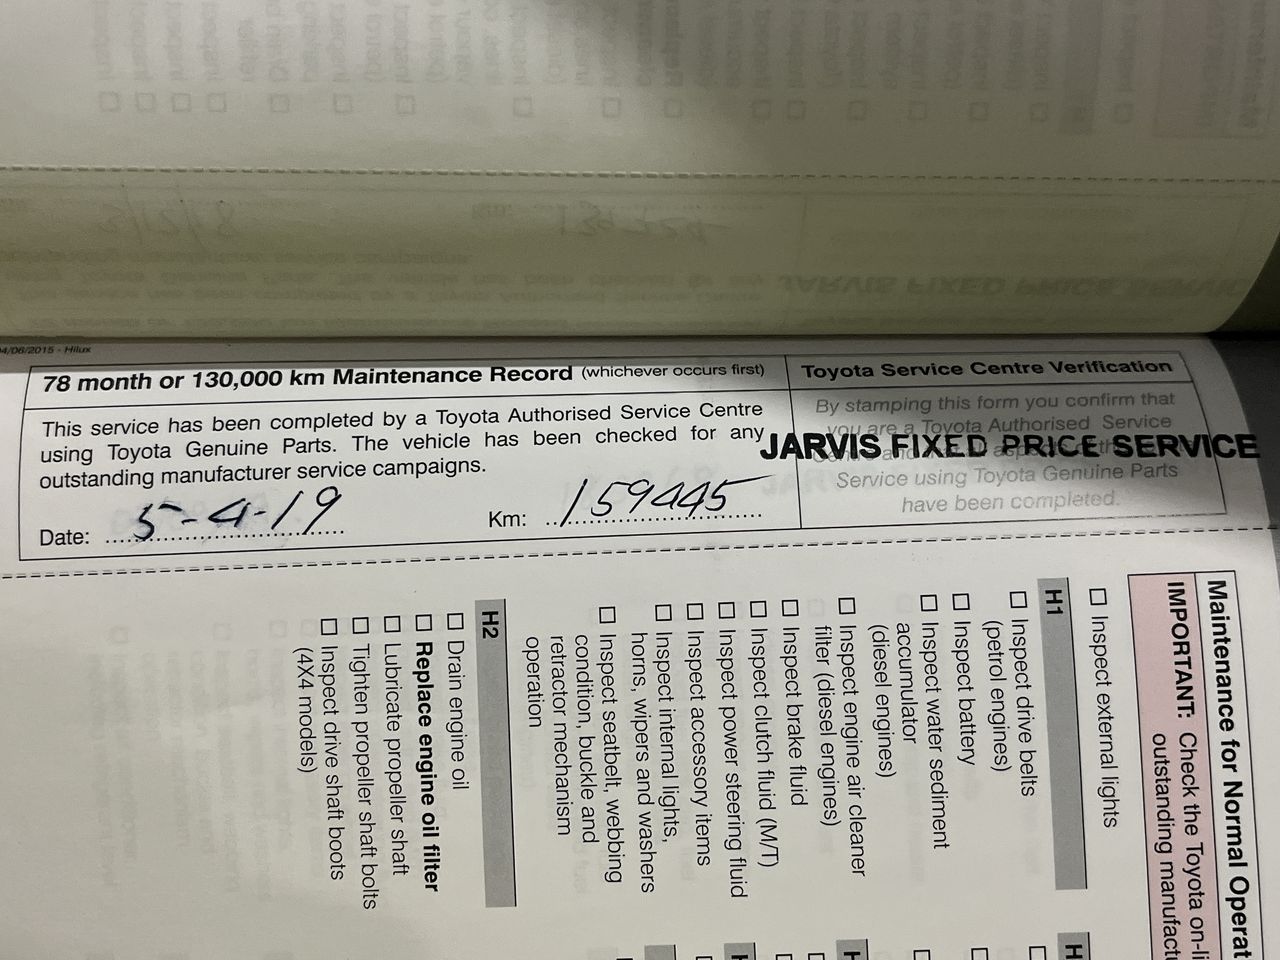 4/06/2015 - Hilux
78 month or 130,000 km Maintenance Record (whichever occurs first)
This service has been completed by a Toyota Authorised Service Centre
using Toyota Genuine Parts. The vehicle has been checked for any
outstanding manufacturer service campaigns.
Date: 5-4-19
Km: 159445
Toyota Service Centre Verification
By stamping this form you confirm that
you are a Toyota Authorised Service
JARVIS FIXED PRICE SERVICE
Service using Toyota Genuine Parts
have been completed.
Maintenance for Normal Operat
IMPORTANT: Check the Toyota on-li
outstanding manufact
☐ Inspect external lights
H1
☐ Inspect drive belts
(petrol engines)
☐ Inspect battery
☐ Inspect water sediment
accumulator
(diesel engines)
☐ Inspect engine air cleaner
filter (diesel engines)
☐ Inspect brake fluid
☐ Inspect clutch fluid (M/T)
☐ Inspect power steering fluid
☐ Inspect accessory items
☐ Inspect internal lights,
horns, wipers and washers
☐ Inspect seatbelt, webbing
condition, buckle and
retractor mechanism
operation
H2
☐ Drain engine oil
☐ Replace engine oil filter
☐ Lubricate propeller shaft
☐ Tighten propeller shaft bolts
☐ Inspect drive shaft boots
(4X4 models)